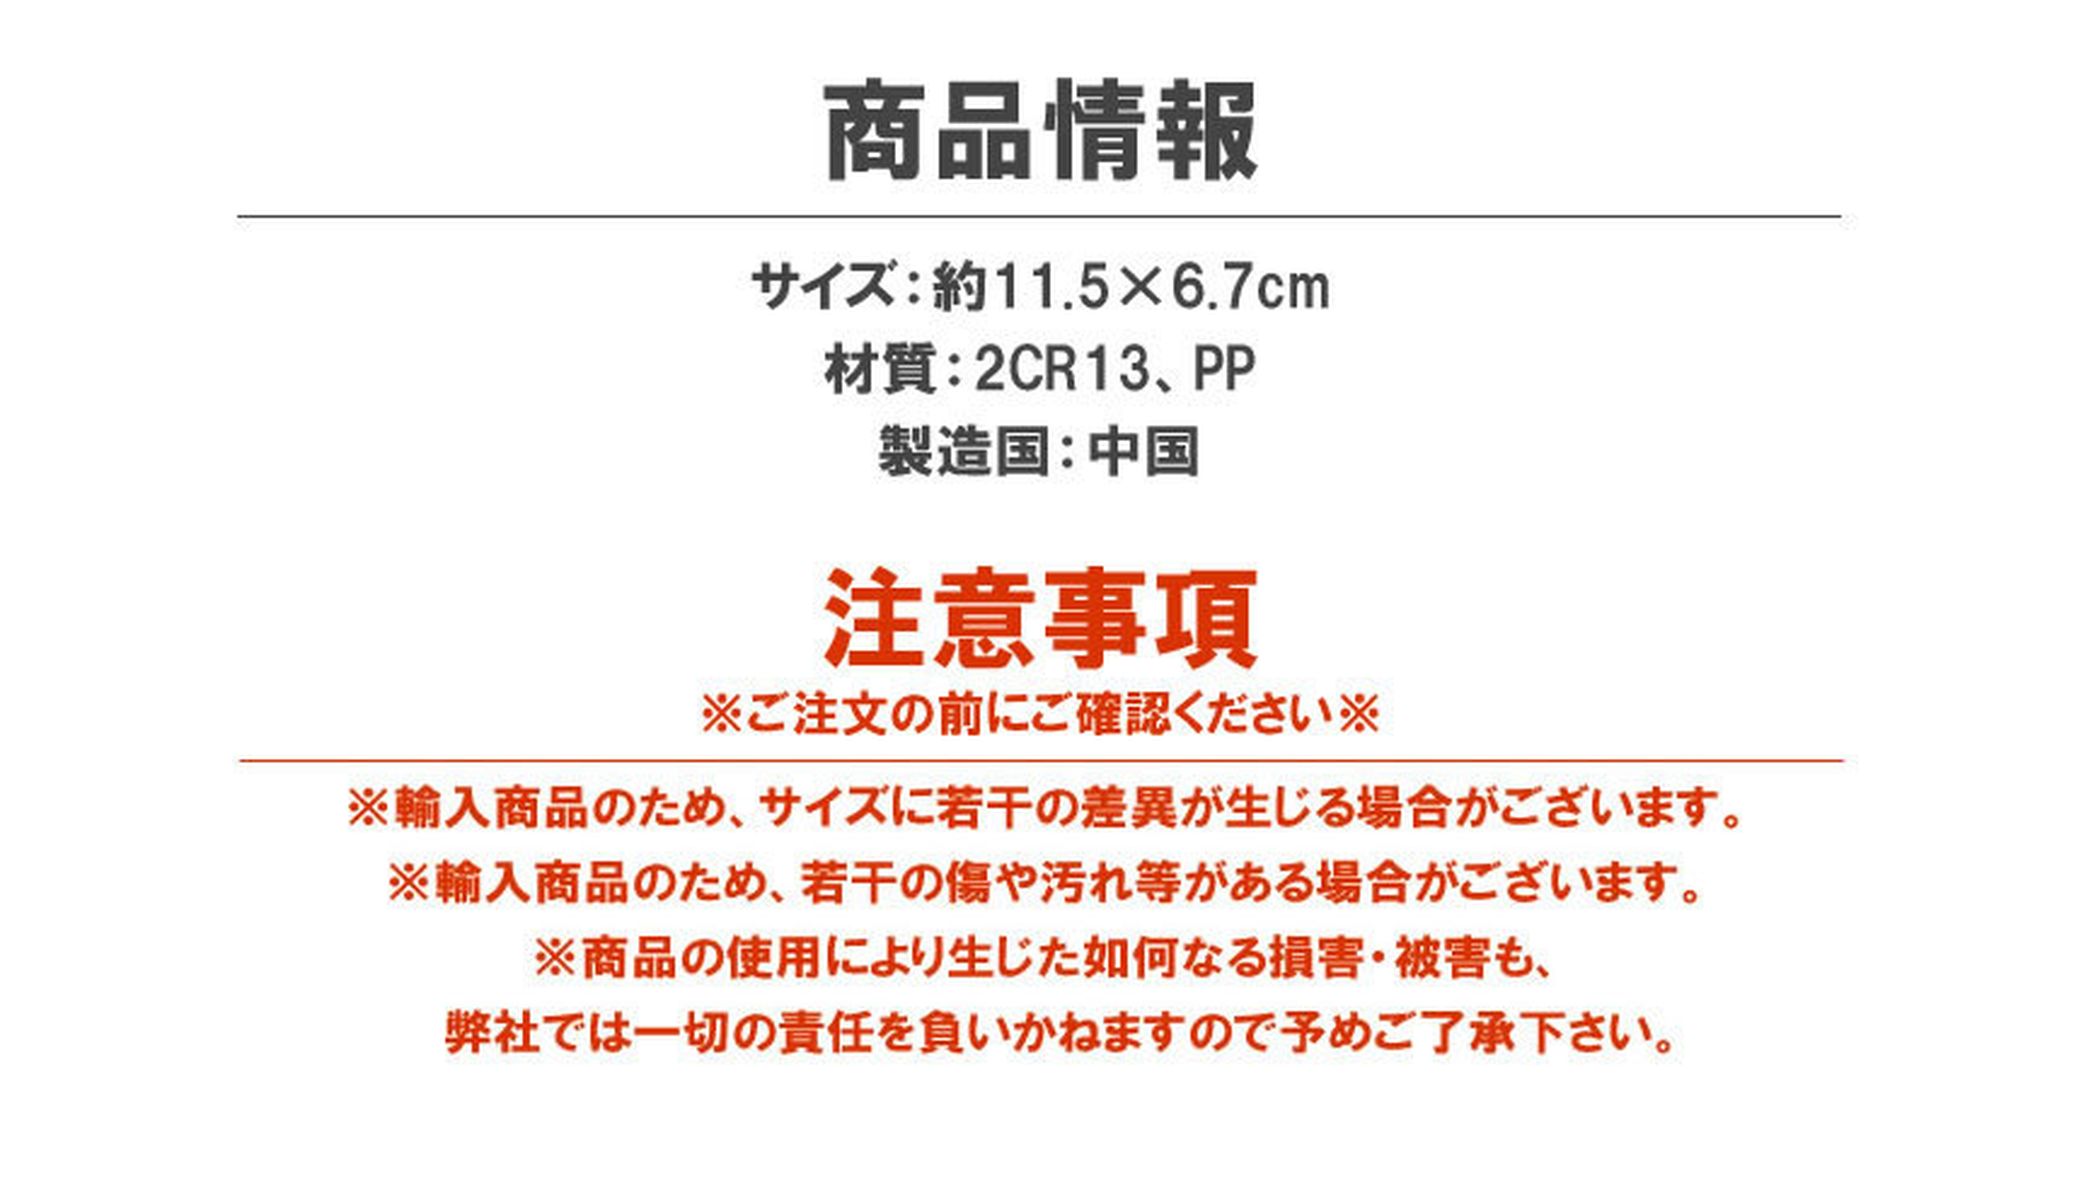 商品情報
サイズ：約11.5×6.7cm
材質：2CR13、PP
製造国：中国
注意事項
※ご注文の前にご確認ください※
※輸入商品のため、サイズに若干の差異が生じる場合がございます。
※輸入商品のため、若干の傷や汚れ等がある場合がございます。
※商品の使用により生じた如何なる損害・被害も、
弊社では一切の責任を負いかねますので予めご了承下さい。